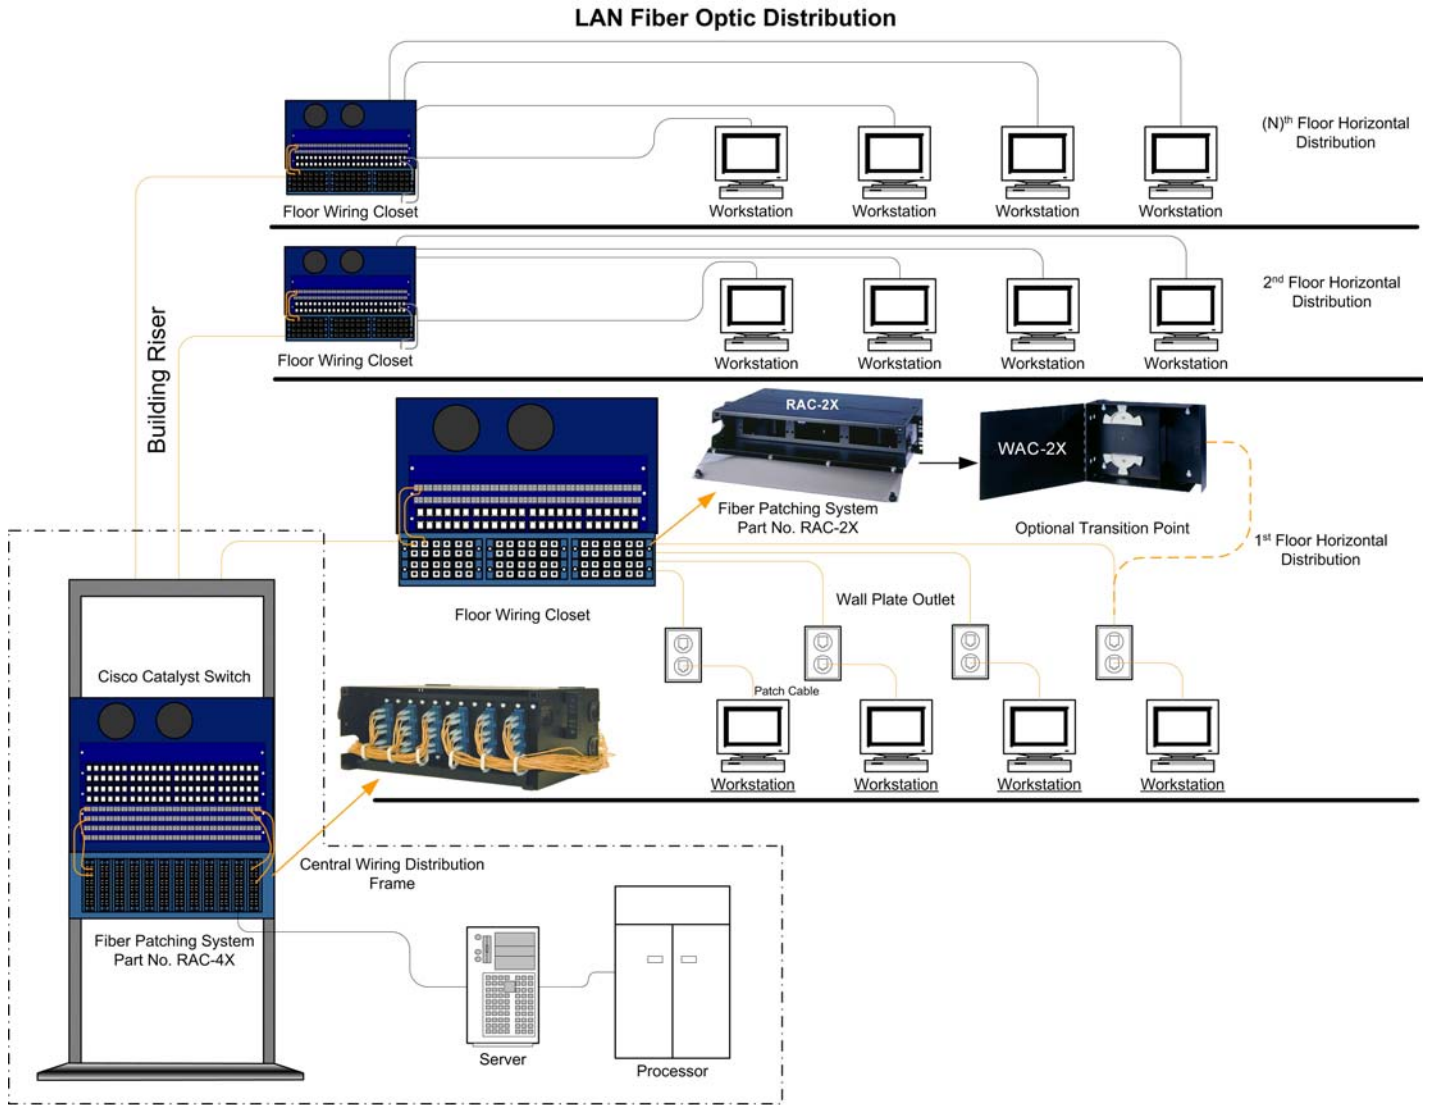 LAN Fiber Optic Distribution
(N)th Floor Horizontal
Distribution
Floor Wiring Closet
Workstation
Workstation
Workstation
Workstation
2nd Floor Horizontal
Distribution
Floor Wiring Closet
Workstation
Workstation
Workstation
Workstation
Building Riser
RAC-2X
WAC-2X
Fiber Patching System
Part No. RAC-2X
Optional Transition Point
1st Floor Horizontal
Distribution
Floor Wiring Closet
Wall Plate Outlet
Cisco Catalyst Switch
Patch Cable
Workstation
Workstation
Workstation
Workstation
Central Wiring Distribution
Frame
Fiber Patching System
Part No. RAC-4X
Server
Processor